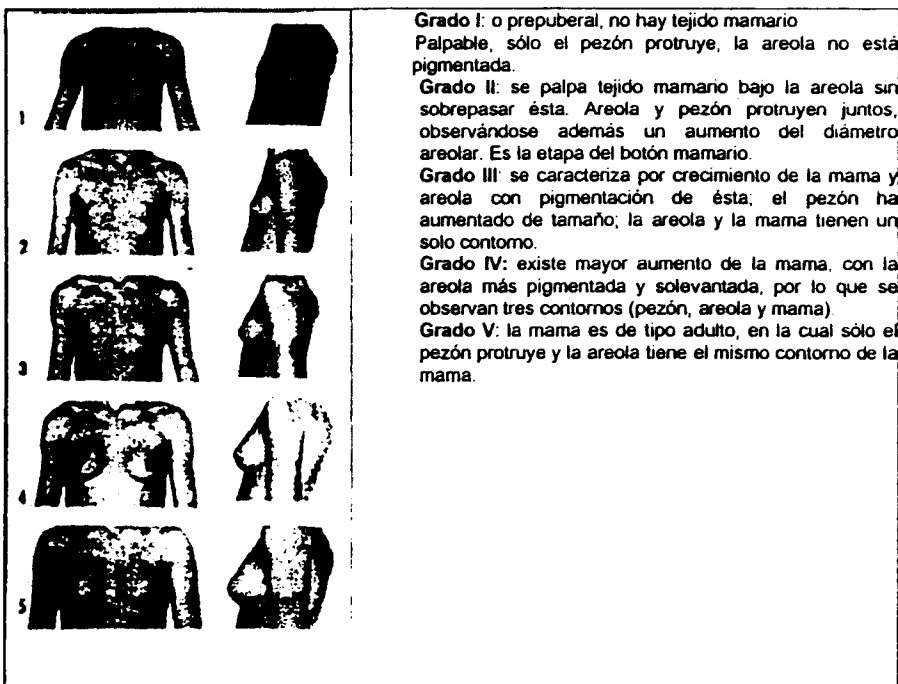 Grado I: o prepuberal, no hay tejido mamario
Palpable, sólo el pezón protruye, la areola no está
pigmentada.
Grado II: se palpa tejido mamario bajo la areola sin
sobrepasar ésta. Areola y pezón protruyen juntos,
observándose además un aumento del diámetro
areolar. Es la etapa del botón mamario.
Grado III: se caracteriza por crecimiento de la mama y
areola con pigmentación de ésta; el pezón ha
aumentado de tamaño; la areola y la mama tienen un
solo contorno.
Grado IV: existe mayor aumento de la mama, con la
areola más pigmentada y solevantada, por lo que se
observan tres contornos (pezón, areola y mama)
Grado V: la mama es de tipo adulto, en la cual sólo el
pezón protruye y la areola tiene el mismo contorno de la
mama.
1
2
3
4
5